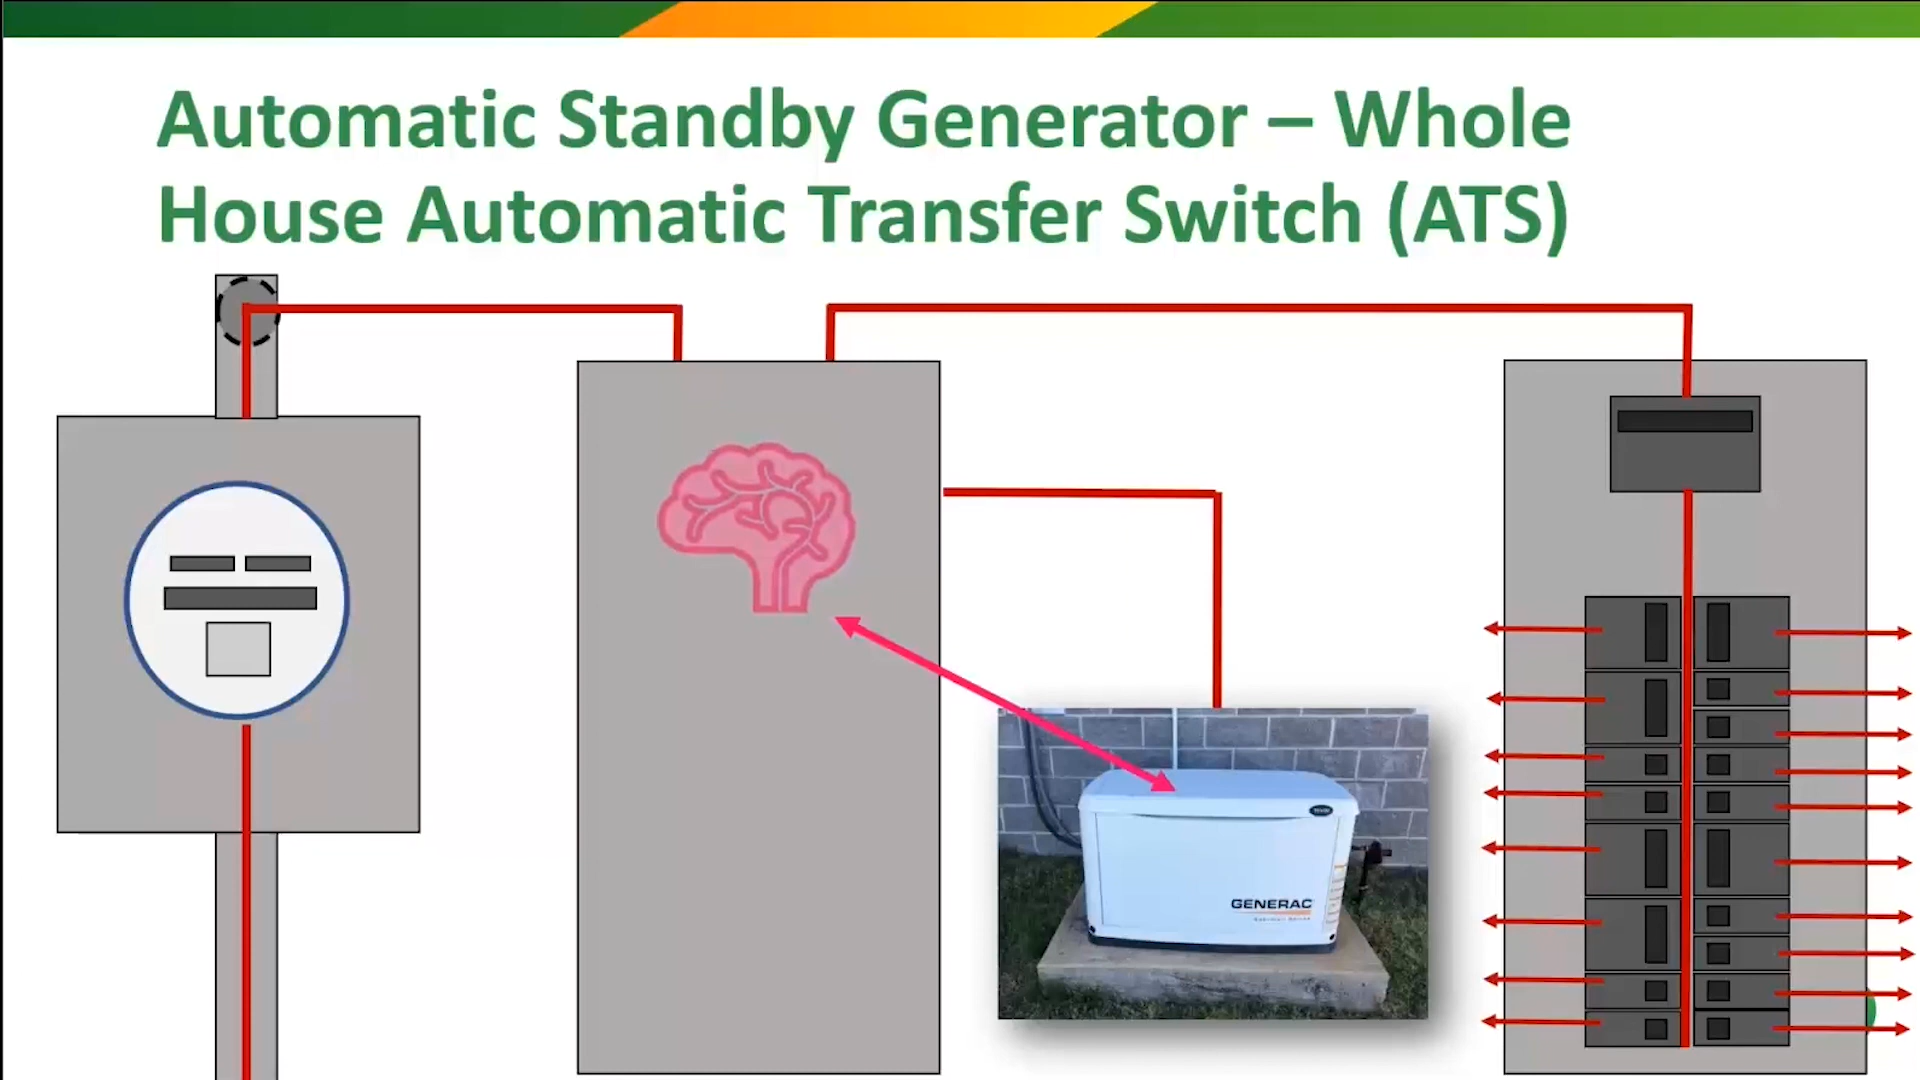 Automatic Standby Generator – Whole
House Automatic Transfer Switch (ATS)
GENERAC